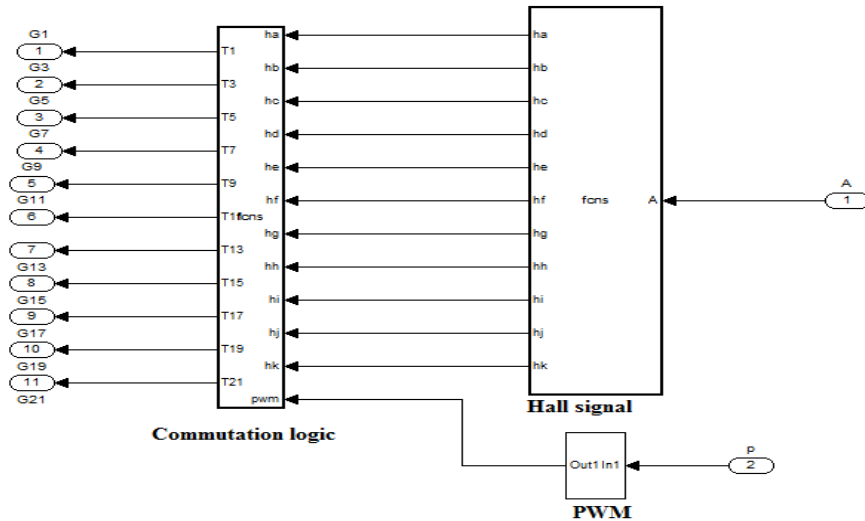 G1
1
G3
2
G5
3
G7
4
G9
5
G11
6
7
G13
8
G15
9
G17
10
G19
11
G21
T1
T3
T5
T7
T9
T11
fcns
T13
T15
T17
T19
T21
ha
hb
hc
hd
he
hf
hg
hh
hi
hj
hk
pwm
Commutation logic
ha
hb
hc
hd
he
hf
hg
hh
hi
hj
hk
fcns
A
Hall signal
A
1
Out1 In1
PWM
p
2